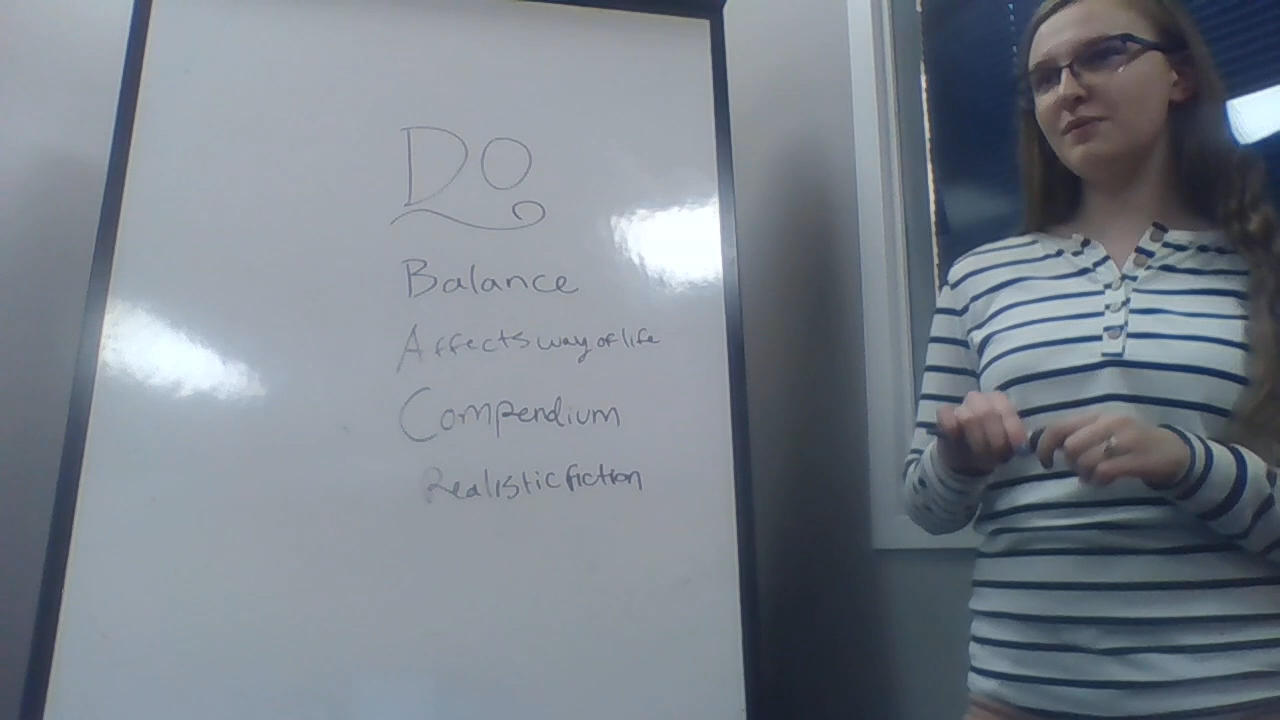 DO
Balance
Affects way of life
Compendium
Realistic fiction